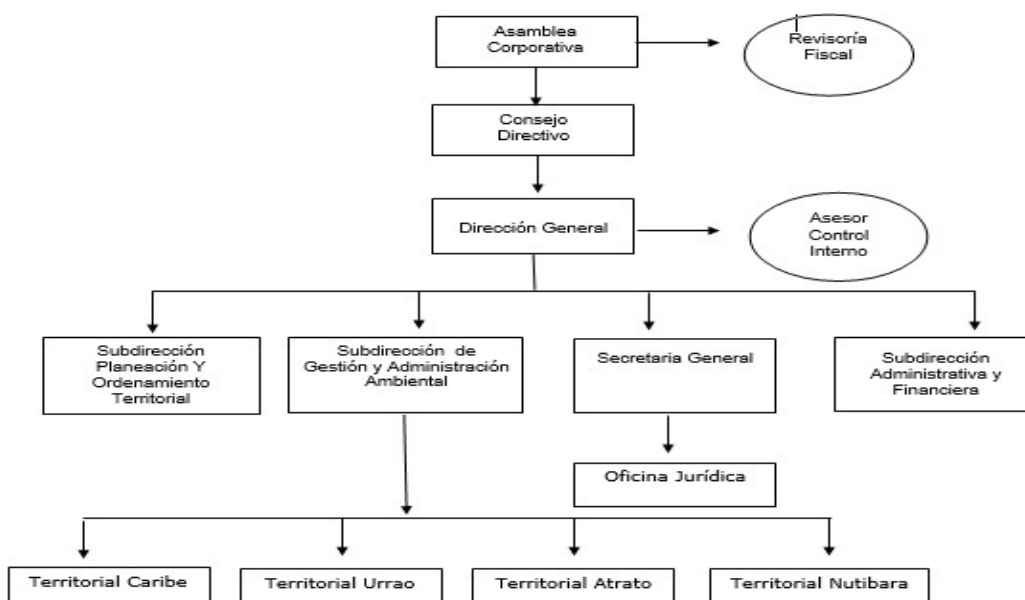 Asamblea
Corporativa
Revisoría
Fiscal
Consejo
Directivo
Dirección General
Asesor
Control
Interno
Subdirección
Planeación Y
Ordenamiento
Territorial
Subdirección de
Gestión y Administración
Ambiental
Secretaria General
Subdirección
Administrativa y
Financiera
Oficina Jurídica
Territorial Caribe
Territorial Urrao
Territorial Atrato
Territorial Nutibara